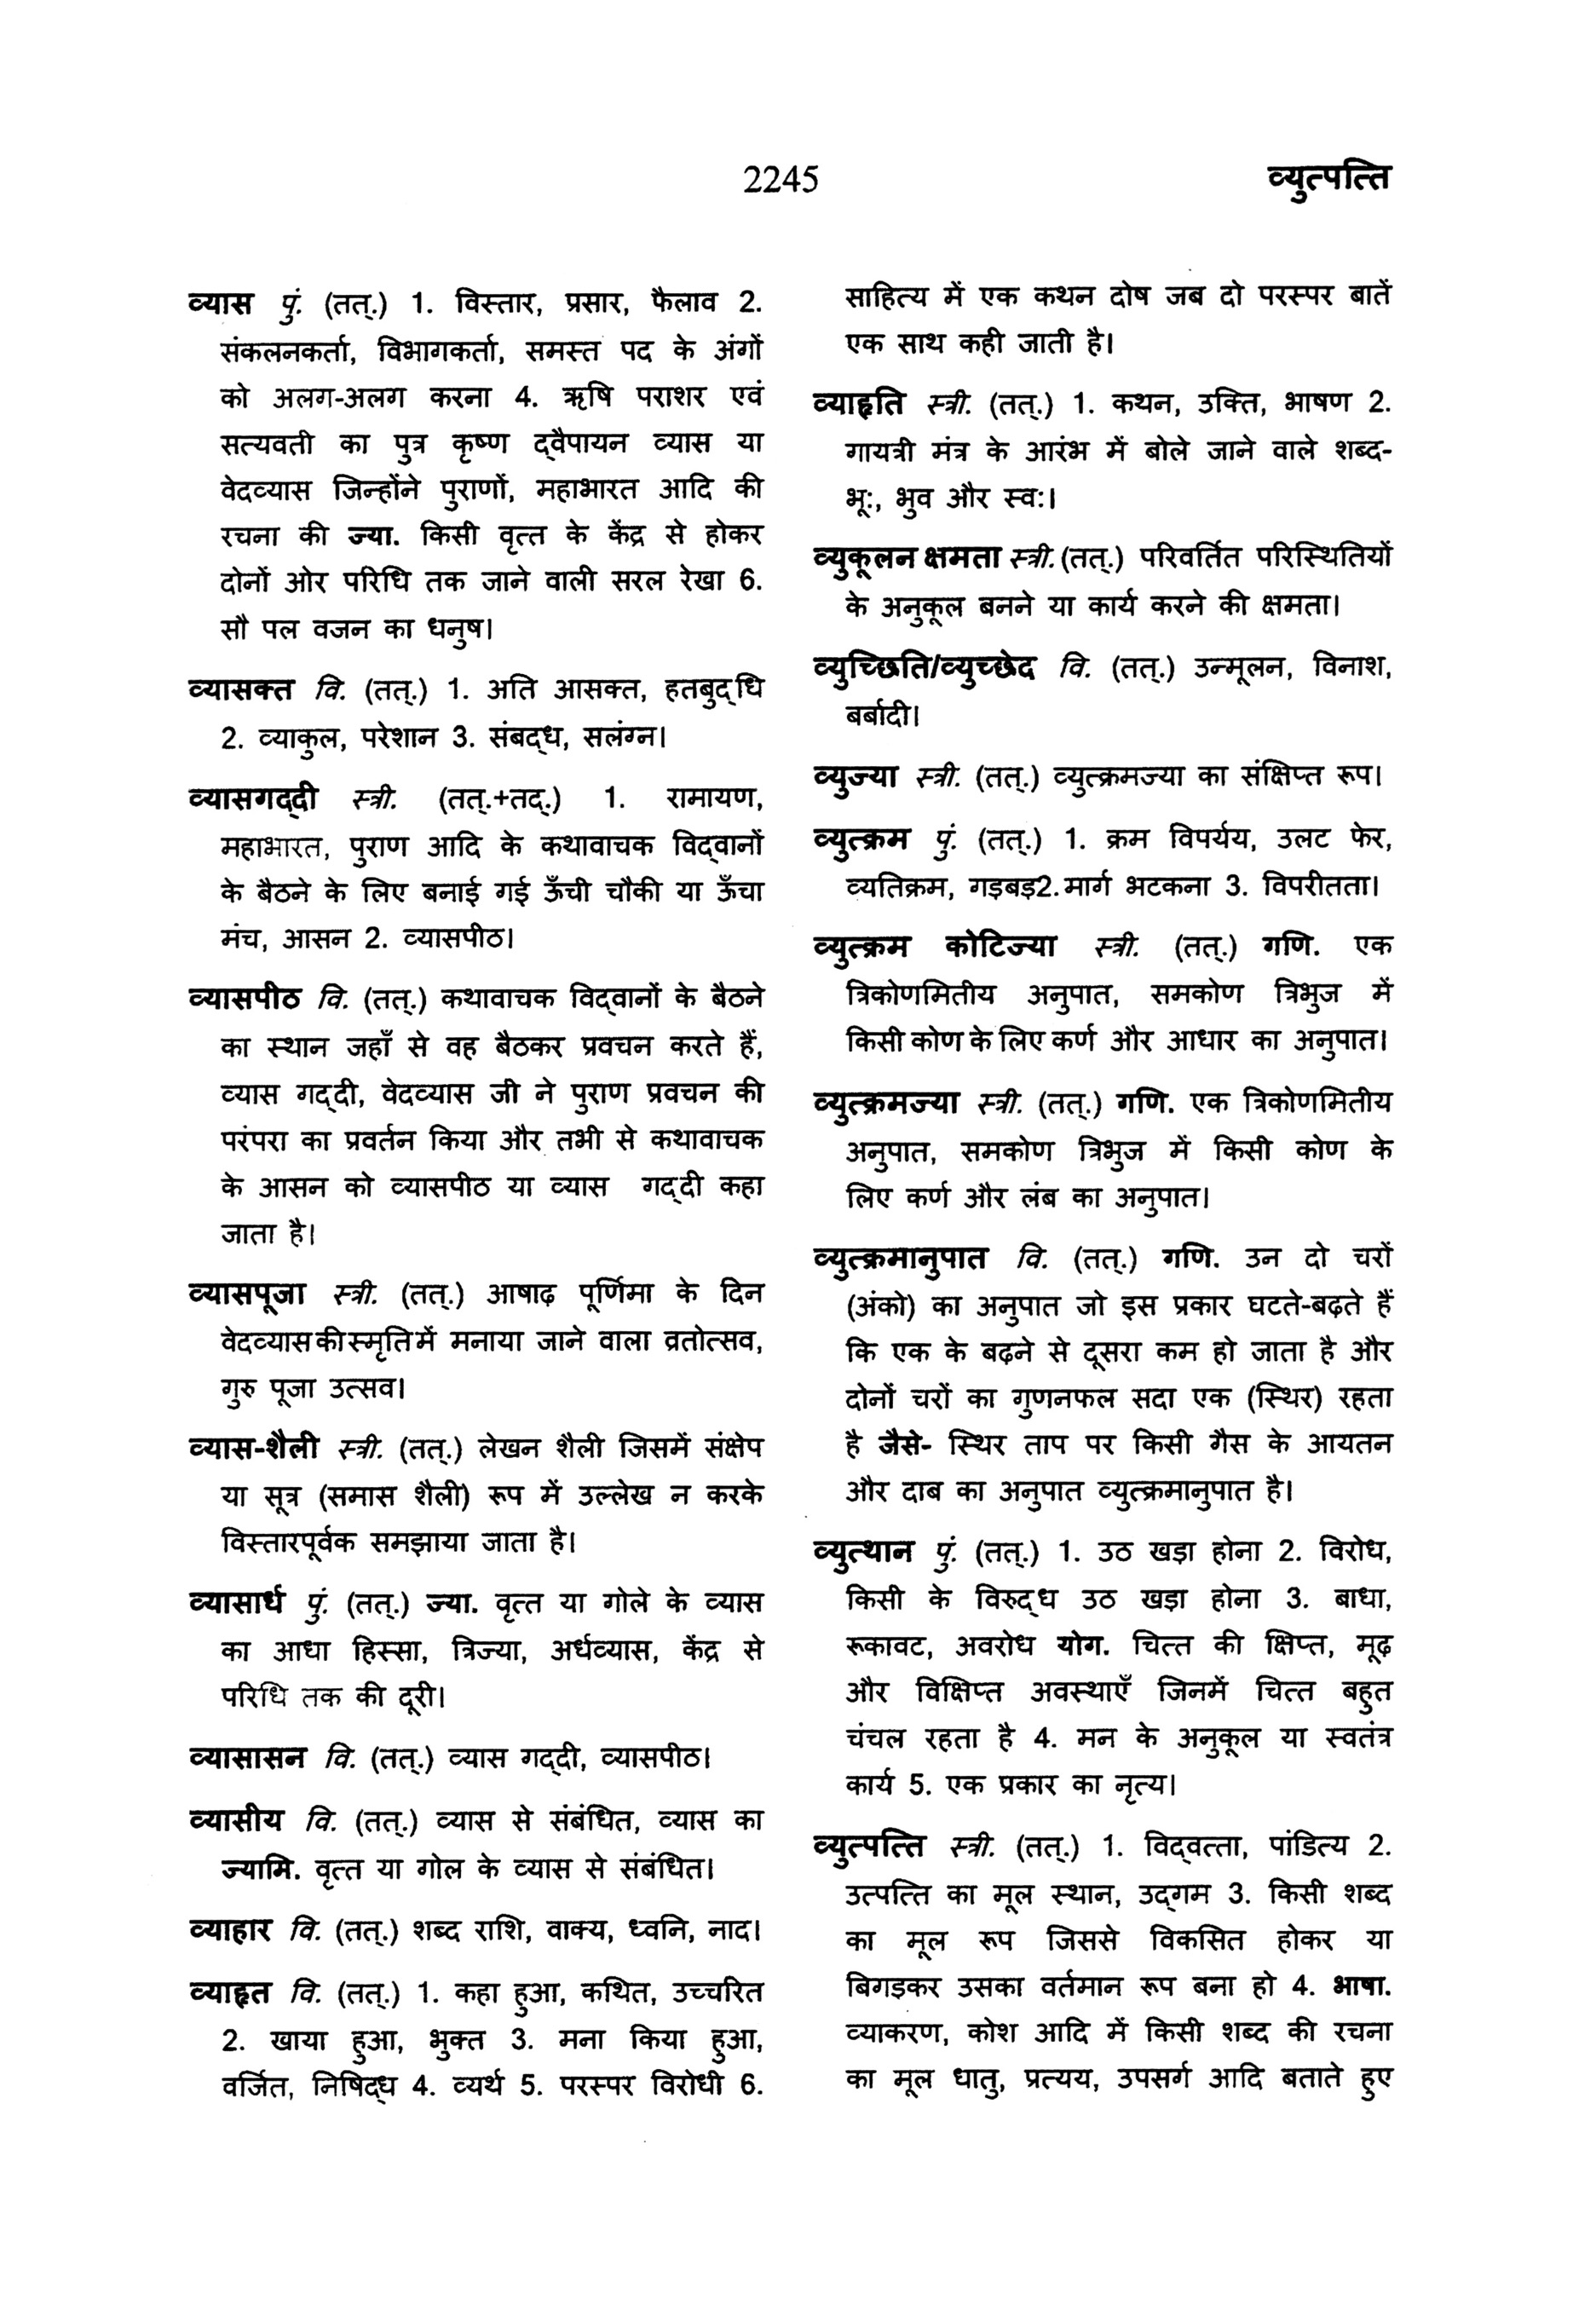 2245
व्युत्पत्ति
व्यास पुं. (तत्.) 1. विस्तार, प्रसार, फैलाव 2.
संकलनकर्ता, विभागकर्ता, समस्त पद के अंगों
को अलग-अलग करना 4. ऋषि पराशर एवं
सत्यवती का पुत्र कृष्ण द्वैपायन व्यास या
वेदव्यास जिन्होंने पुराणों, महाभारत आदि की
रचना की ज्या. किसी वृत्त के केंद्र से होकर
दोनों ओर परिधि तक जाने वाली सरल रेखा 6.
सौ पल वजन का धनुष।
व्यासक्त वि. (तत्.) 1. अति आसक्त, हतबुद्धि
2. व्याकुल, परेशान 3. संबद्ध, सलंग्न।
व्यासगद्दी स्त्री. (तत्.+तद्.) 1. रामायण,
महाभारत, पुराण आदि के कथावाचक विद्वानों
के बैठने के लिए बनाई गई ऊँची चौकी या ऊँचा
मंच, आसन 2. व्यासपीठ।
व्यासपीठ वि. (तत्.) कथावाचक विद्वानों के बैठने
का स्थान जहाँ से वह बैठकर प्रवचन करते हैं,
व्यास गद्दी, वेदव्यास जी ने पुराण प्रवचन की
परंपरा का प्रवर्तन किया और तभी से कथावाचक
के आसन को व्यासपीठ या व्यास गद्दी कहा
जाता है।
व्यासपूजा स्त्री. (तत्.) आषाढ़ पूर्णिमा के दिन
वेदव्यास की स्मृति में मनाया जाने वाला व्रतोत्सव,
गुरु पूजा उत्सव।
व्यास-शैली स्त्री. (तत्.) लेखन शैली जिसमें संक्षेप
या सूत्र (समास शैली) रूप में उल्लेख न करके
विस्तारपूर्वक समझाया जाता है।
व्यासार्ध पुं. (तत्.) ज्या. वृत्त या गोले के व्यास
का आधा हिस्सा, त्रिज्या, अर्धव्यास, केंद्र से
परिधि तक की दूरी।
व्यासासन वि. (तत्.) व्यास गद्दी, व्यासपीठ।
व्यासीय वि. (तत्.) व्यास से संबंधित, व्यास का
ज्यामि. वृत्त या गोल के व्यास से संबंधित।
व्याहार वि. (तत्.) शब्द राशि, वाक्य, ध्वनि, नाद।
व्याहृत वि. (तत्.) 1. कहा हुआ, कथित, उच्चरित
2. खाया हुआ, भुक्त 3. मना किया हुआ,
वर्जित, निषिद्ध 4. व्यर्थ 5. परस्पर विरोधी 6.
साहित्य में एक कथन दोष जब दो परस्पर बातें
एक साथ कही जाती है।
व्याहृति स्त्री. (तत्.) 1. कथन, उक्ति, भाषण 2.
गायत्री मंत्र के आरंभ में बोले जाने वाले शब्द-
भू:, भुव और स्व:।
व्युकूलन क्षमता स्त्री. (तत्.) परिवर्तित परिस्थितियों
के अनुकूल बनने या कार्य करने की क्षमता।
व्युच्छिति/व्युच्छेद वि. (तत्.) उन्मूलन, विनाश,
बर्बादी।
व्युज्या स्त्री. (तत्.) व्युत्क्रमज्या का संक्षिप्त रूप।
व्युत्क्रम पुं. (तत्.) 1. क्रम विपर्यय, उलट फेर,
व्यतिक्रम, गड़बड़2. मार्ग भटकना 3. विपरीतता।
व्युत्क्रम कोटिज्या स्त्री. (तत्.) गणि. एक
त्रिकोणमितीय अनुपात, समकोण त्रिभुज में
किसी कोण के लिए कर्ण और आधार का अनुपात।
व्युत्क्रमज्या स्त्री. (तत्.) गणि. एक त्रिकोणमितीय
अनुपात, समकोण त्रिभुज में किसी कोण के
लिए कर्ण और लंब का अनुपात।
व्युत्क्रमानुपात वि. (तत्.) गणि. उन दो चरों
(अंको) का अनुपात जो इस प्रकार घटते-बढ़ते हैं
कि एक के बढ़ने से दूसरा कम हो जाता है और
दोनों चरों का गुणनफल सदा एक (स्थिर) रहता
है जैसे- स्थिर ताप पर किसी गैस के आयतन
और दाब का अनुपात व्युत्क्रमानुपात है।
व्युत्थान पुं. (तत्.) 1. उठ खड़ा होना 2. विरोध,
किसी के विरुद्ध उठ खड़ा होना 3. बाधा,
रूकावट, अवरोध योग. चित्त की क्षिप्त, मूढ़
और विक्षिप्त अवस्थाएँ जिनमें चित्त बहुत
चंचल रहता है 4. मन के अनुकूल या स्वतंत्र
कार्य 5. एक प्रकार का नृत्य।
व्युत्पत्ति स्त्री. (तत्.) 1. विद्वत्ता, पांडित्य 2.
उत्पत्ति का मूल स्थान, उद्गम 3. किसी शब्द
का मूल रूप जिससे विकसित होकर या
बिगड़कर उसका वर्तमान रूप बना हो 4. भाषा.
व्याकरण, कोश आदि में किसी शब्द की रचना
का मूल धातु, प्रत्यय, उपसर्ग आदि बताते हुए